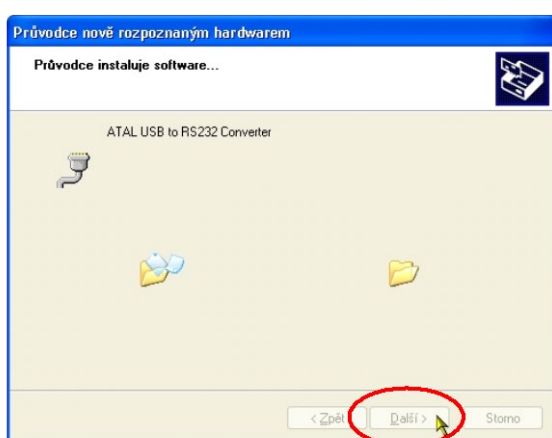 Průvodce nově rozpoznaným hardwarem
Průvodce instaluje software...
ATAL USB to RS232 Converter
< Zpět
Další >
Storno